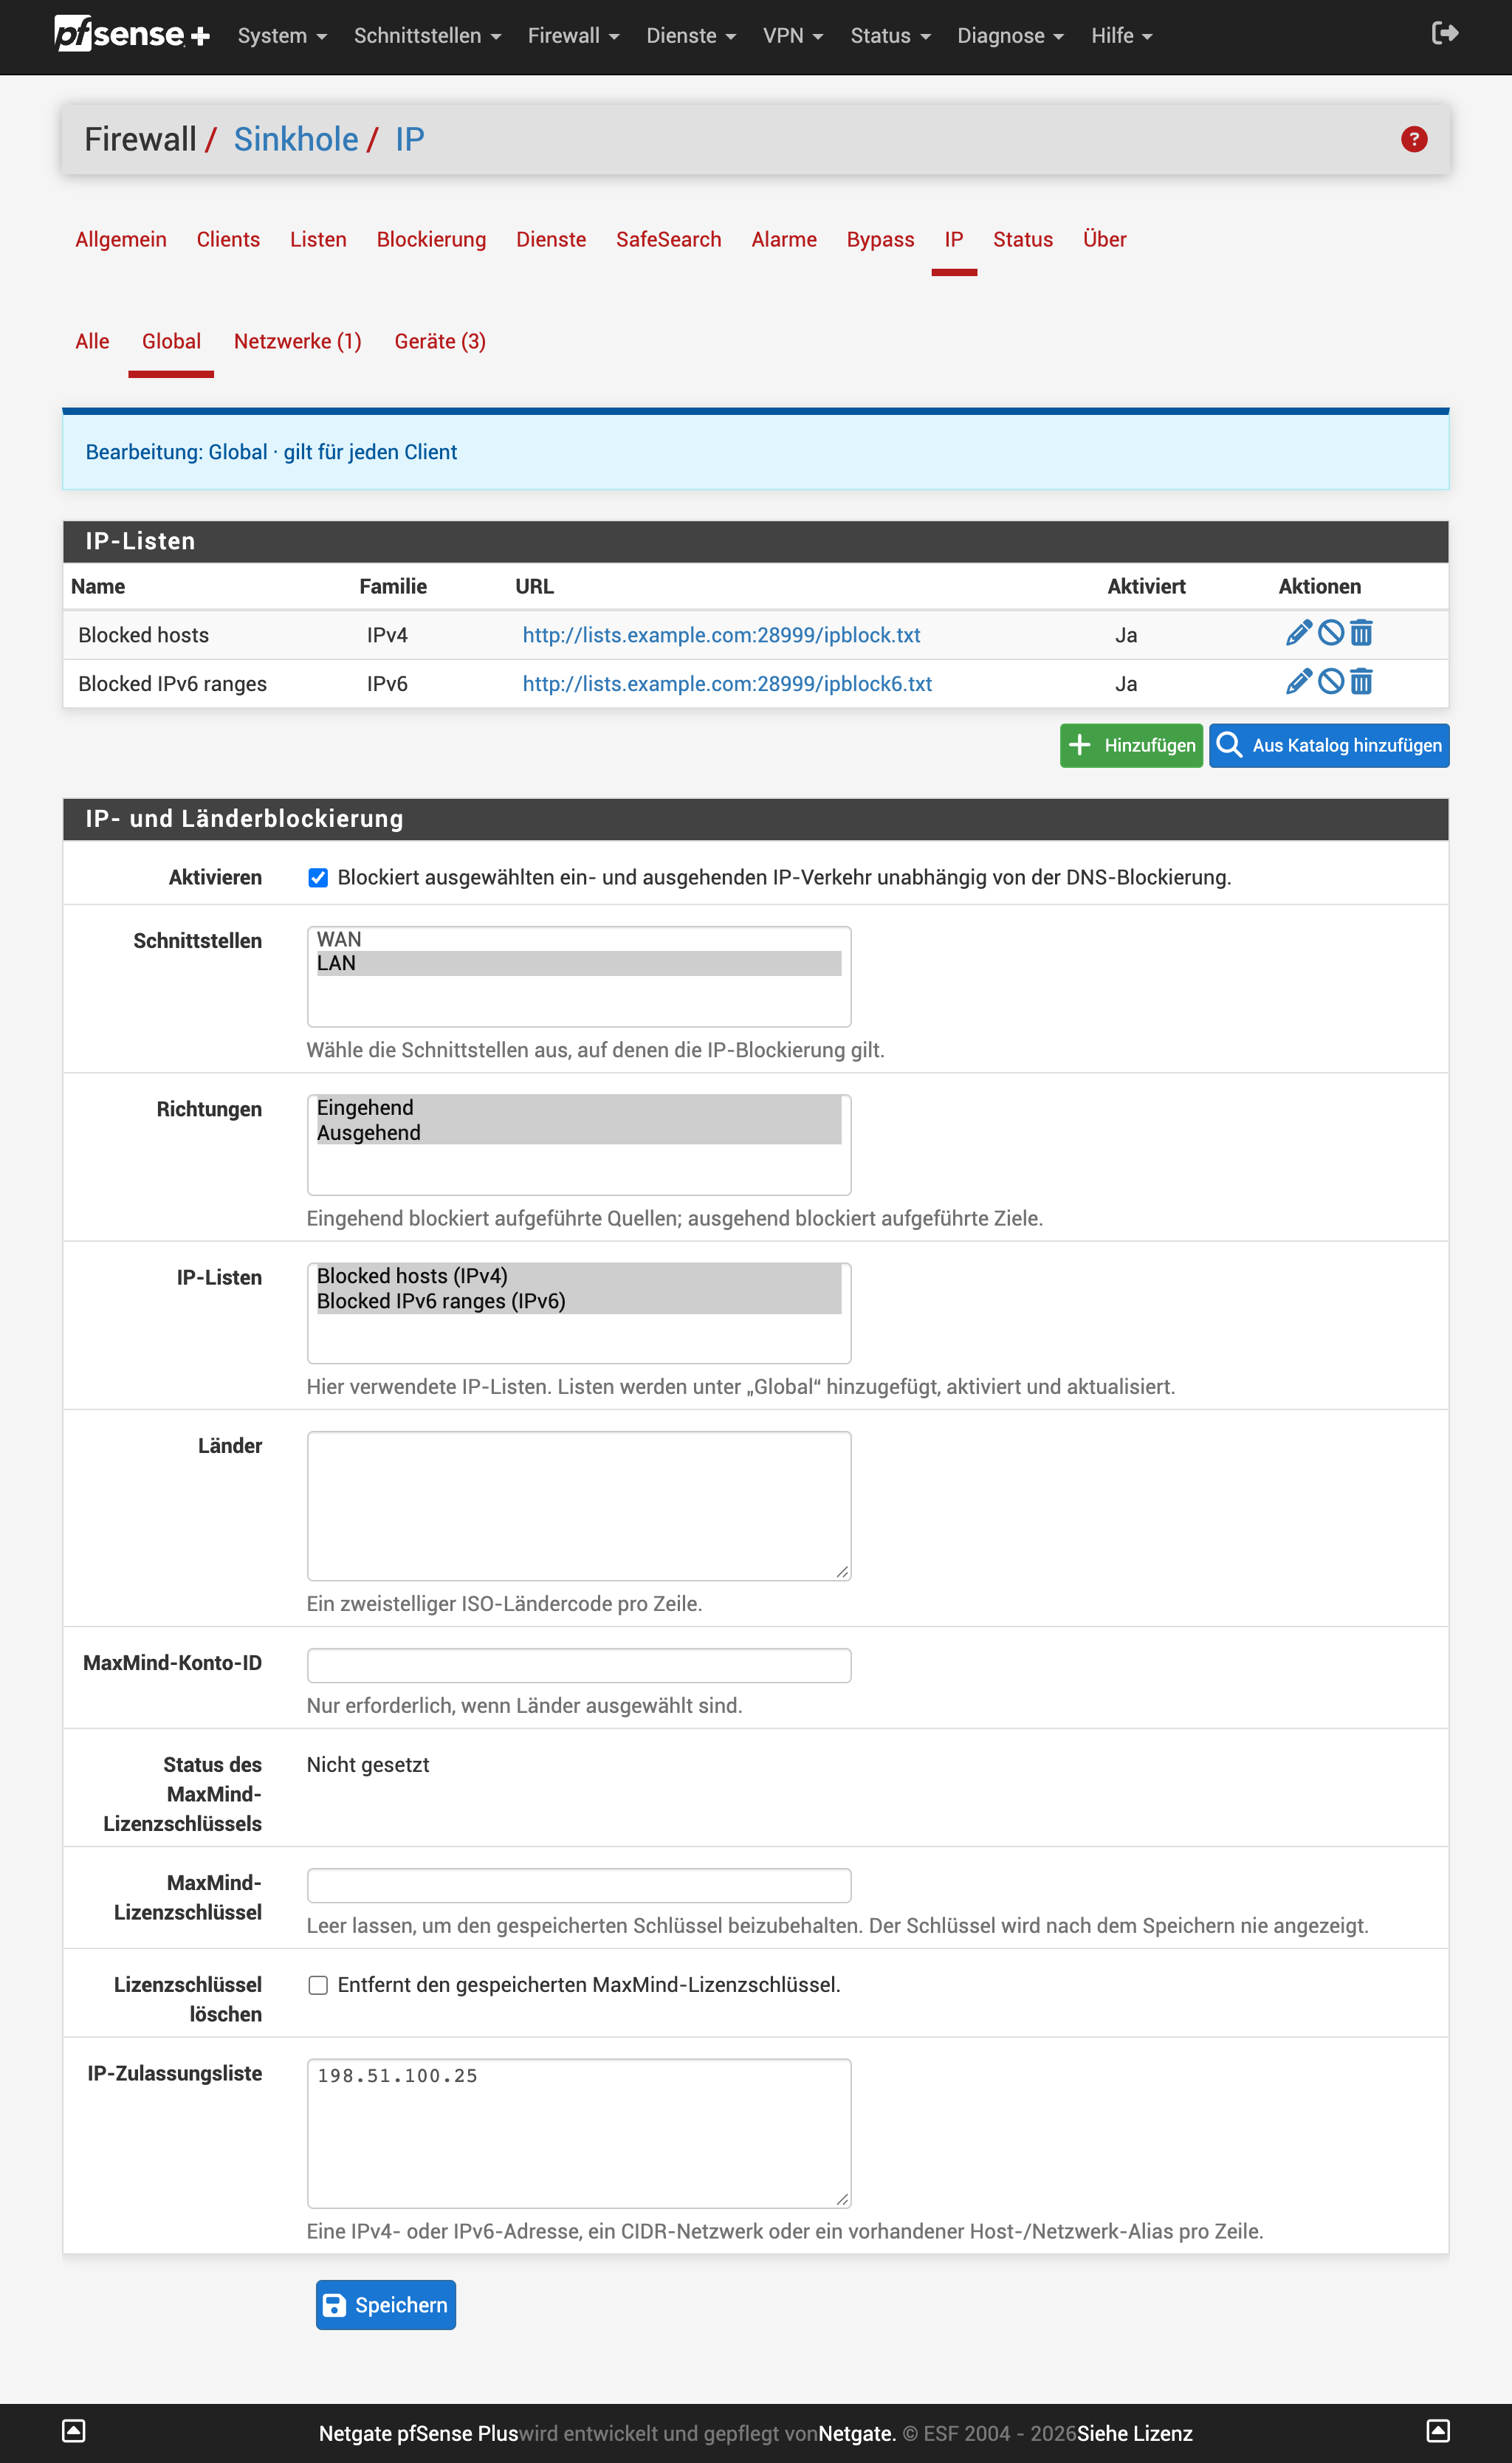 pfsense +
System
Schnittstellen
Firewall
Dienste
VPN
Status
Diagnose
Hilfe
Firewall / Sinkhole / IP
?
Allgemein
Clients
Listen
Blockierung
Dienste
SafeSearch
Alarme
Bypass
IP
Status
Über
Alle
Global
Netzwerke (1)
Geräte (3)
Bearbeitung: Global · gilt für jeden Client
IP-Listen
Name Familie URL Aktiviert Aktionen
Blocked hosts IPv4 http://lists.example.com:28999/ipblock.txt Ja
Blocked IPv6 ranges IPv6 http://lists.example.com:28999/ipblock6.txt Ja
Hinzufügen
Aus Katalog hinzufügen
IP- und Länderblockierung
Aktivieren
Blockiert ausgewählten ein- und ausgehenden IP-Verkehr unabhängig von der DNS-Blockierung.
Schnittstellen
WAN
LAN
Wähle die Schnittstellen aus, auf denen die IP-Blockierung gilt.
Richtungen
Eingehend
Ausgehend
Eingehend blockiert aufgeführte Quellen; ausgehend blockiert aufgeführte Ziele.
IP-Listen
Blocked hosts (IPv4)
Blocked IPv6 ranges (IPv6)
Hier verwendete IP-Listen. Listen werden unter „Global“ hinzugefügt, aktiviert und aktualisiert.
Länder
Ein zweistelliger ISO-Ländercode pro Zeile.
MaxMind-Konto-ID
Nur erforderlich, wenn Länder ausgewählt sind.
Status des
MaxMind-
Lizenzschlüssels
Nicht gesetzt
MaxMind-
Lizenzschlüssel
Leer lassen, um den gespeicherten Schlüssel beizubehalten. Der Schlüssel wird nach dem Speichern nie angezeigt.
Lizenzschlüssel
löschen
Entfernt den gespeicherten MaxMind-Lizenzschlüssel.
IP-Zulassungsliste
198.51.100.25
Eine IPv4- oder IPv6-Adresse, ein CIDR-Netzwerk oder ein vorhandener Host-/Netzwerk-Alias pro Zeile.
Speichern
Netgate pfSense Pluswird entwickelt und gepflegt vonNetgate. © ESF 2004 - 2026Siehe Lizenz